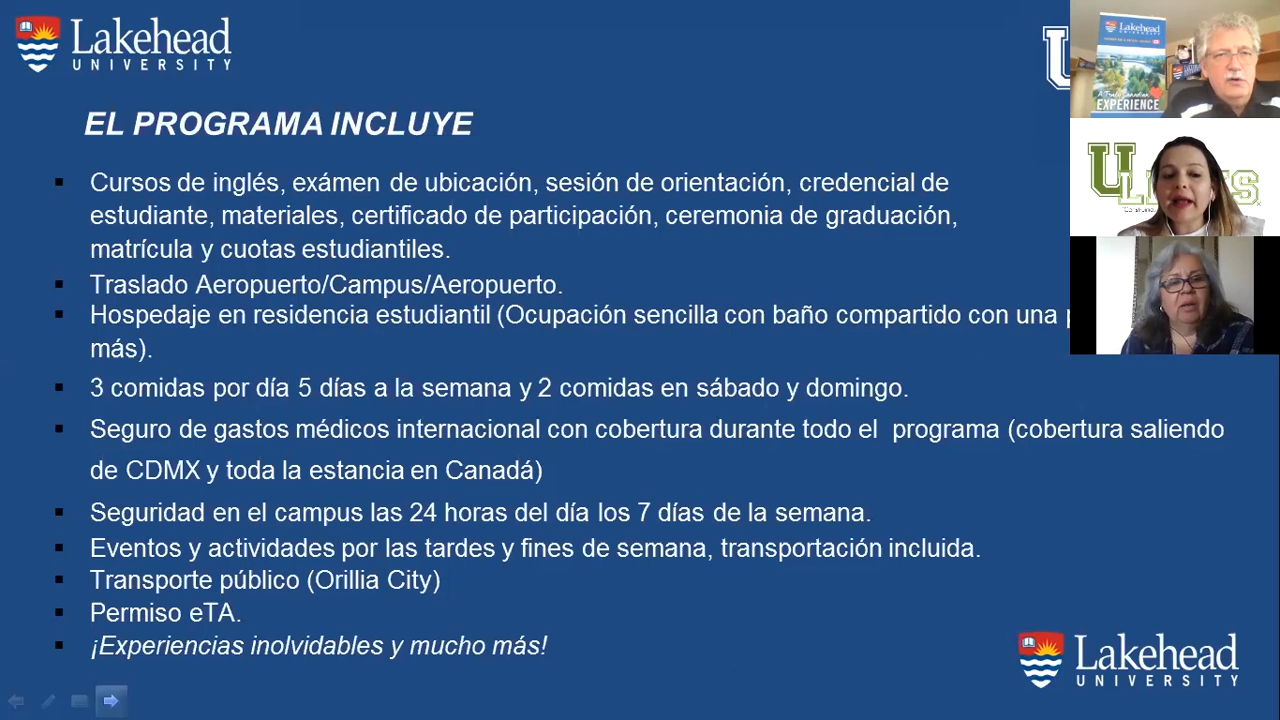 Lakehead
UNIVERSITY
EL PROGRAMA INCLUYE
Cursos de inglés, exámen de ubicación, sesión de orientación, credencial de
estudiante, materiales, certificado de participación, ceremonia de graduación,
matrícula y cuotas estudiantiles.
Traslado Aeropuerto/Campus/Aeropuerto.
Hospedaje en residencia estudiantil (Ocupación sencilla con baño compartido con una
más).
3 comidas por día 5 días a la semana y 2 comidas en sábado y domingo.
Seguro de gastos médicos internacional con cobertura durante todo el programa (cobertura saliendo
de CDMX y toda la estancia en Canadá)
Seguridad en el campus las 24 horas del día los 7 días de la semana.
Eventos y actividades por las tardes y fines de semana, transportación incluida.
Transporte público (Orillia City)
Permiso eTA.
¡Experiencias inolvidables y mucho más!
Lakehead
UNIVERSITY
Lakehead
A Truly Canadian
EXPERIENCE
Lakehead
UNIVERSITY